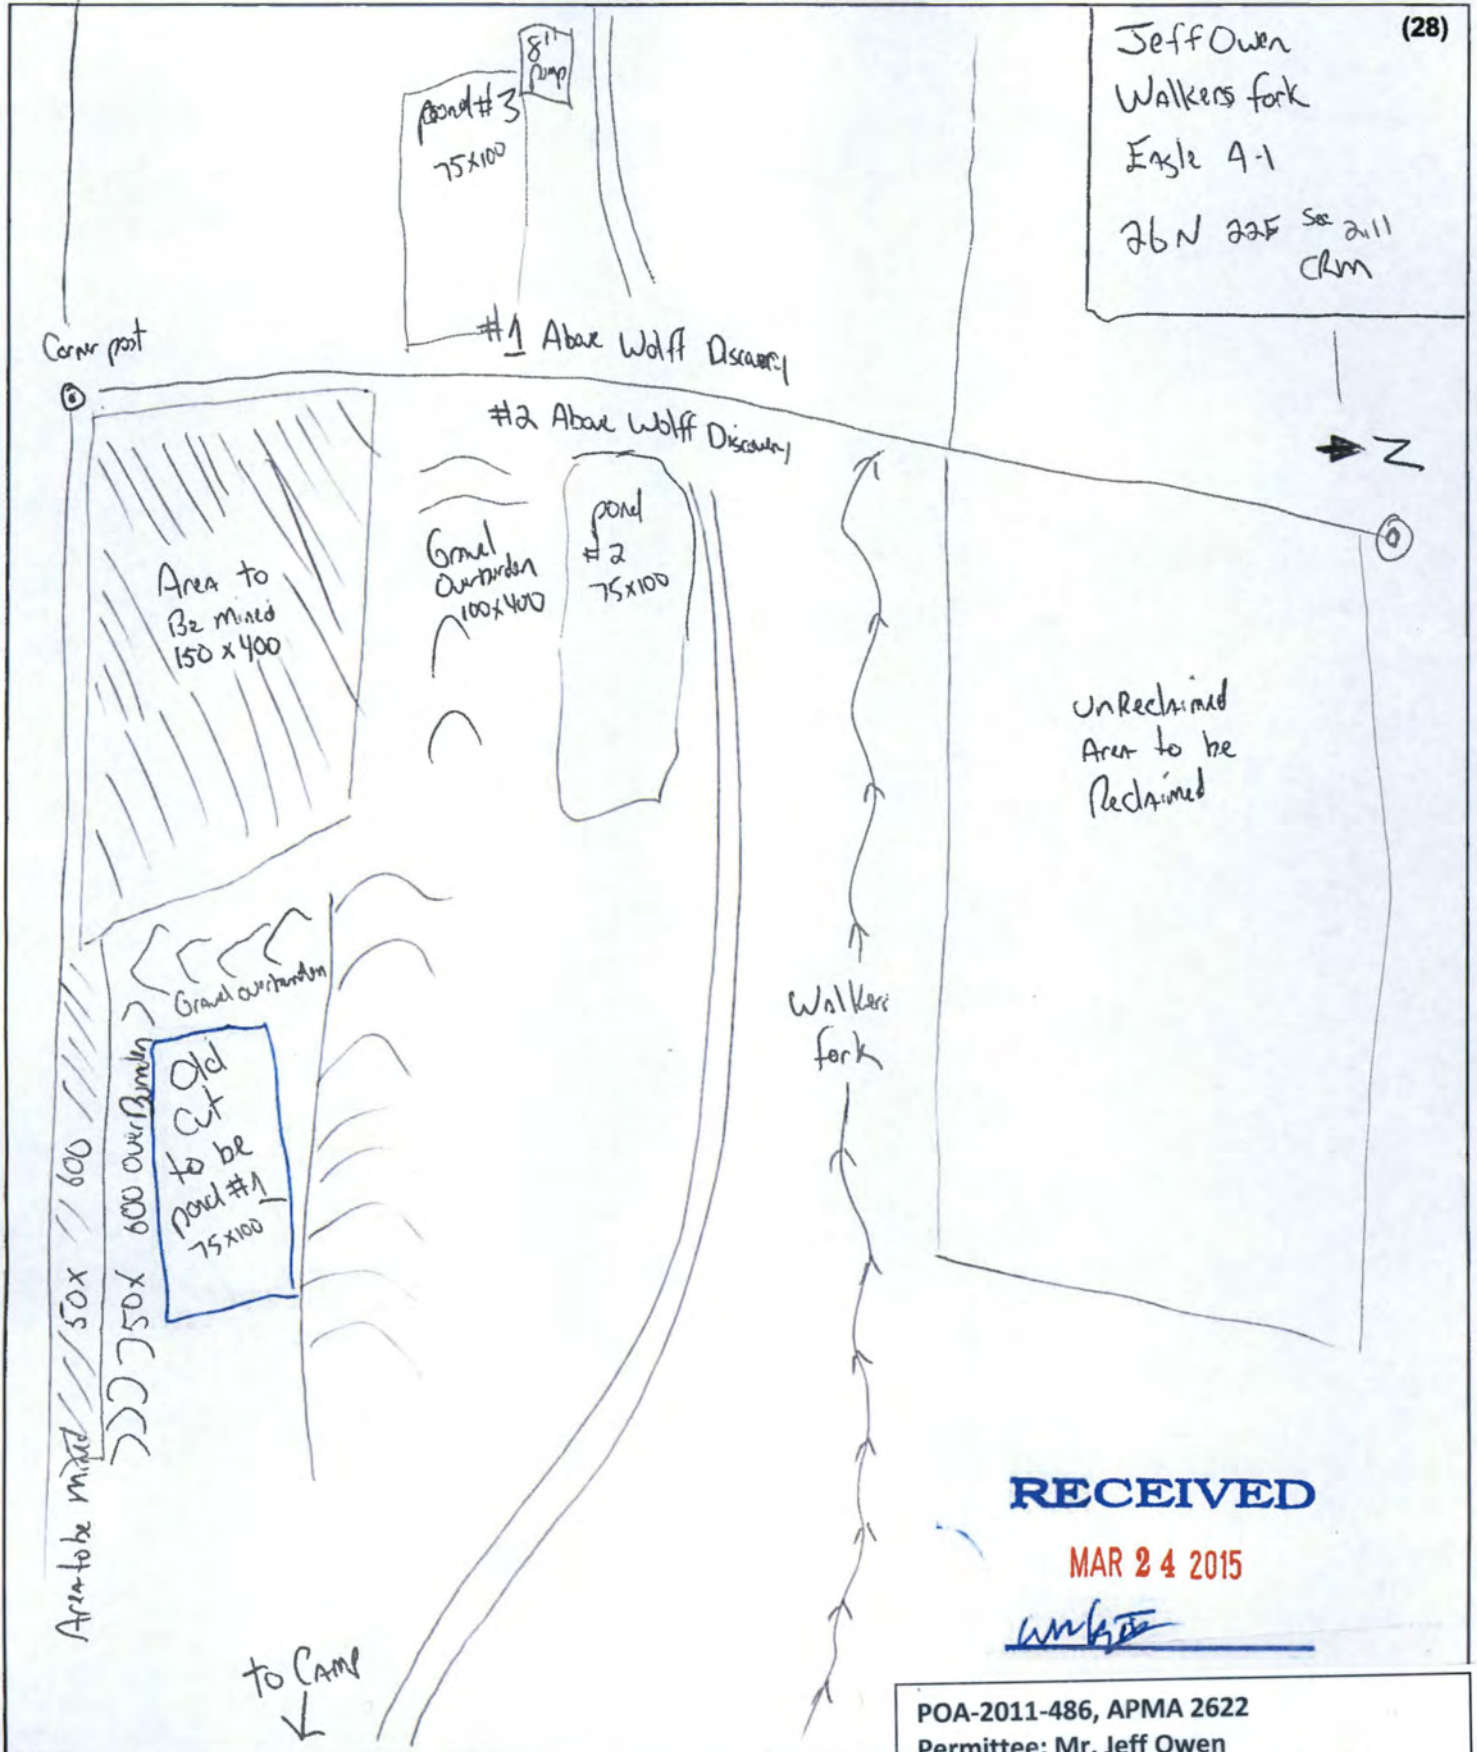 (28)
Jeff Owen
Walkers fork
Eagle A-1
26N 22E Sec 2,11
CRM
8"
pump
pond #3
75x100
Corner post
#1 Above Wolff Discovery
#2 Above Wolff Discovery
N
Area to
Be Mined
150 x 400
Gravel
Overburden
100x400
pond
#2
75x100
UnReclaimed
Area to be
Reclaimed
Gravel overburden
Old
Cut
to be
pond #1
75x100
50x 600 overBurden
Area to be mined 50x 600
Walkers
fork
to CAMP
RECEIVED
MAR 24 2015
POA-2011-486, APMA 2622
Permittee: Mr. Jeff Owen